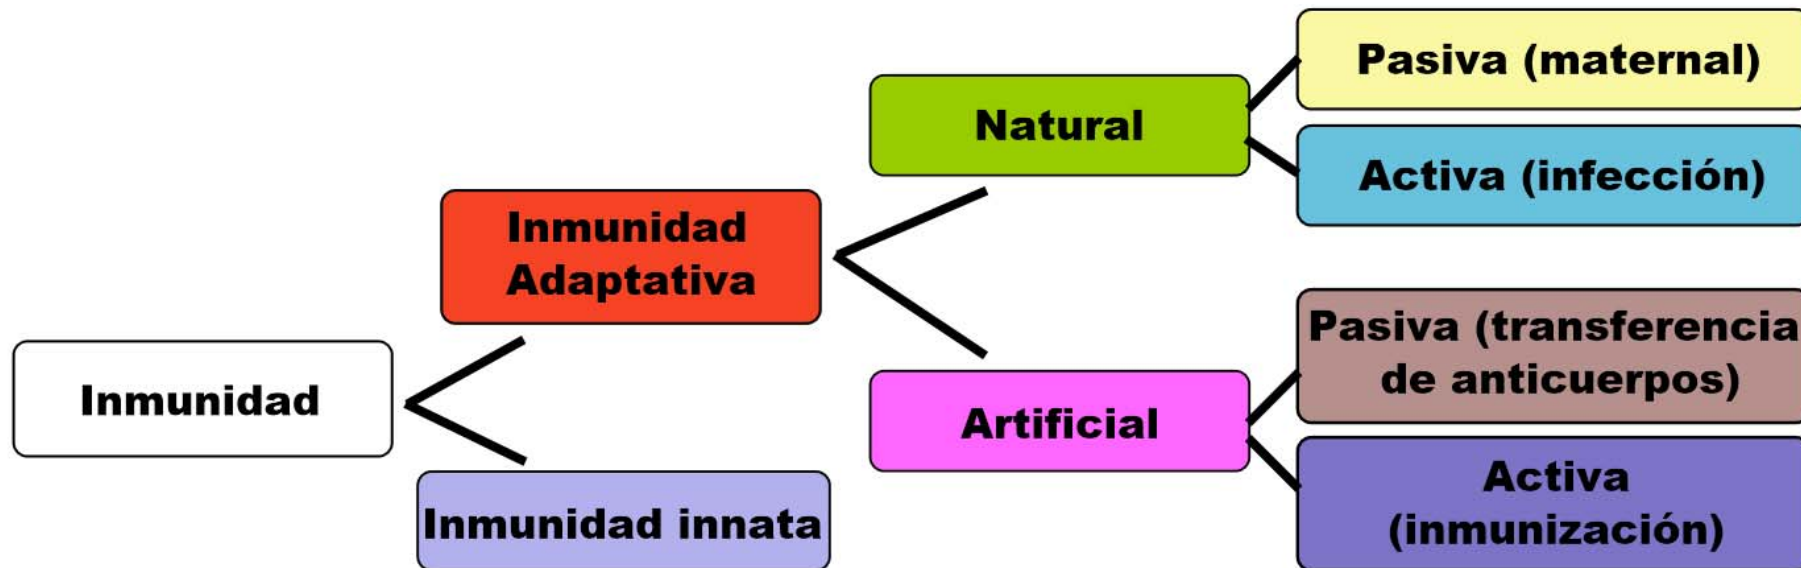 Pasiva (maternal)
Natural
Activa (infección)
Inmunidad
Adaptativa
Pasiva (transferencia
de anticuerpos)
Inmunidad
Artificial
Activa
(inmunización)
Inmunidad innata